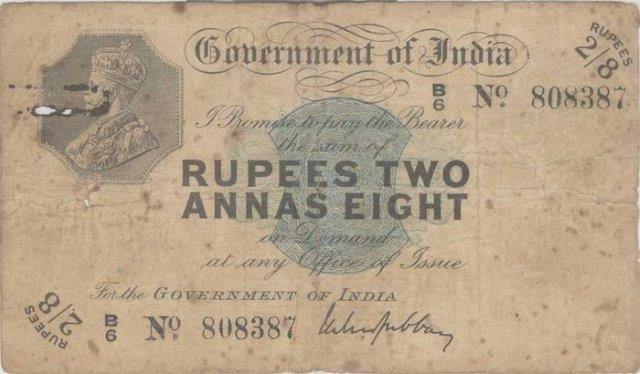 Government of India
RUPEES
2/8
B/6 Nº 808387
I Promise to pay the Bearer
the sum of
RUPEES TWO
ANNAS EIGHT
on Demand
at any Office of Issue
For the GOVERNMENT OF INDIA
RUPEES
2/8
B/6 Nº 808387